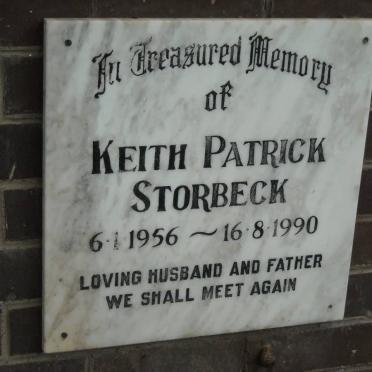 In Treasured Memory
of
KEITH PATRICK
STORBECK
6·1·1956 ~ 16·8·1990
LOVING HUSBAND AND FATHER
WE SHALL MEET AGAIN